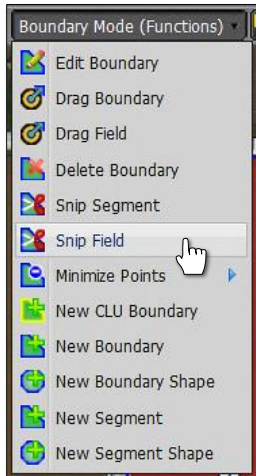 Boundary Mode (Functions)
Edit Boundary
Drag Boundary
Drag Field
Delete Boundary
Snip Segment
Snip Field
Minimize Points
New CLU Boundary
New Boundary
New Boundary Shape
New Segment
New Segment Shape